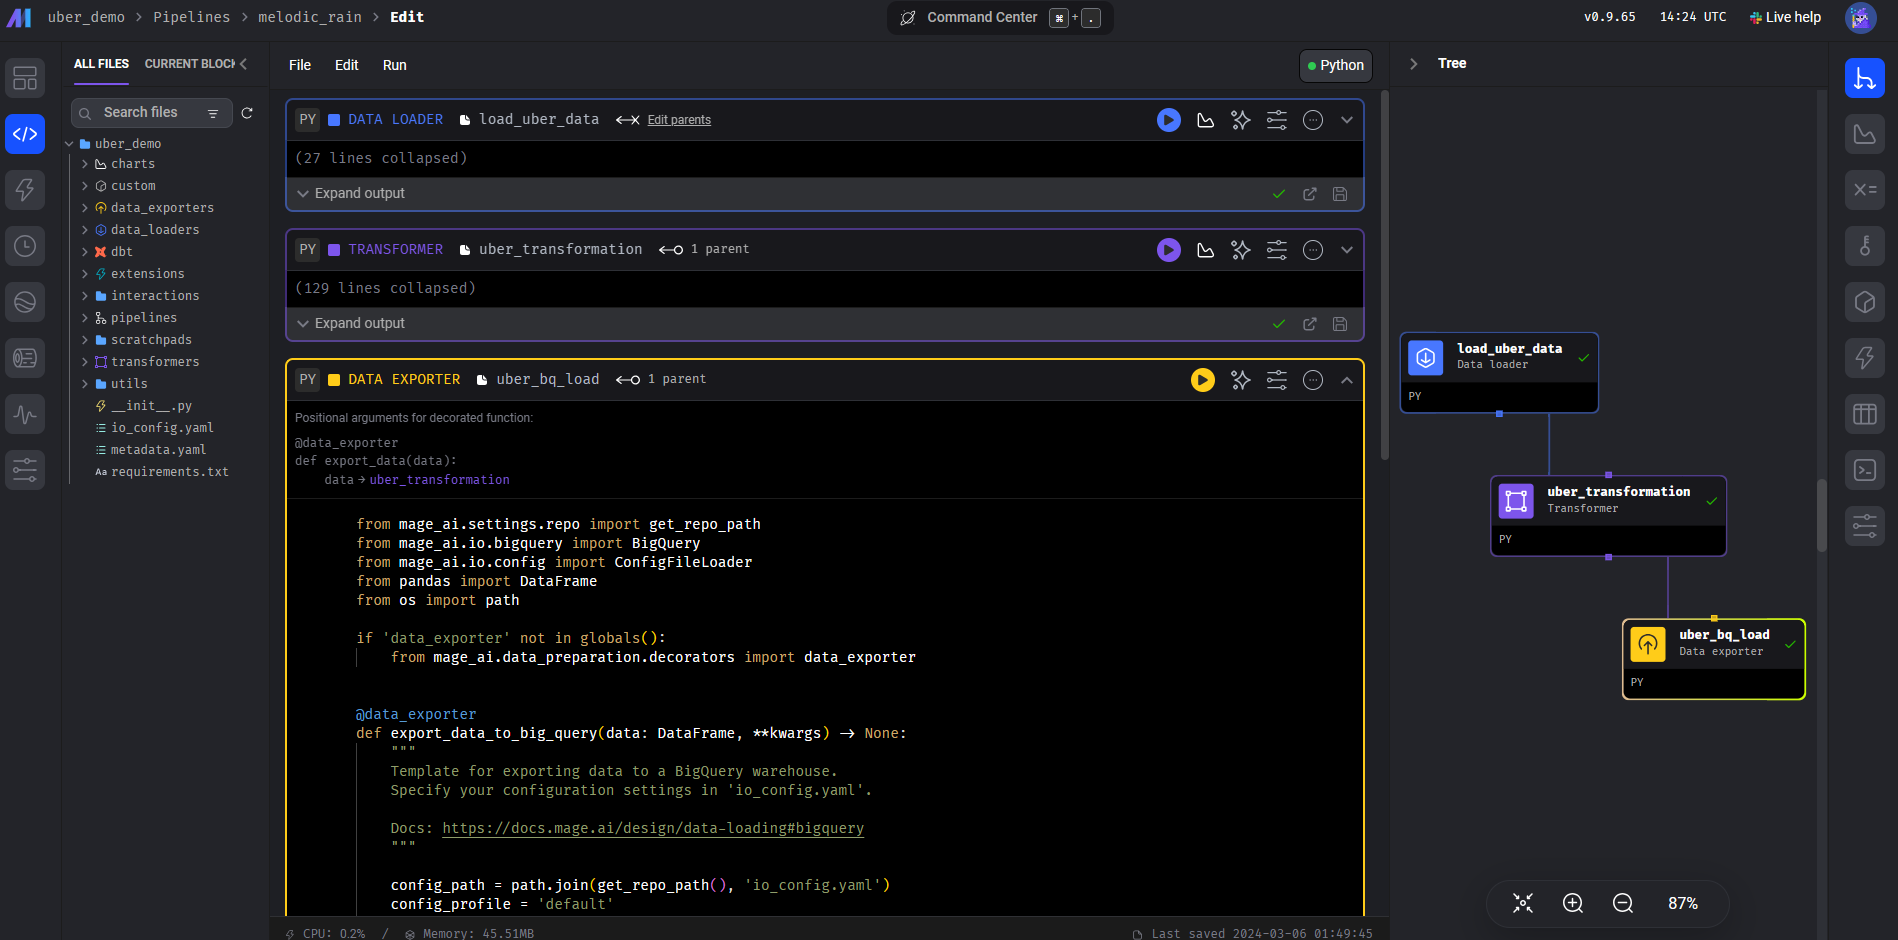 uber_demo > Pipelines > melodic_rain > Edit
Command Center ⌘ + .
v0.9.65 14:24 UTC Live help
ALL FILES CURRENT BLOCK
Search files
uber_demo
charts
custom
data_exporters
data_loaders
dbt
extensions
interactions
pipelines
scratchpads
transformers
utils
__init__.py
io_config.yaml
metadata.yaml
Aa requirements.txt
File Edit Run
Python
PY DATA LOADER load_uber_data Edit parents
(27 lines collapsed)
Expand output
PY TRANSFORMER uber_transformation 1 parent
(129 lines collapsed)
Expand output
PY DATA EXPORTER uber_bq_load 1 parent
Positional arguments for decorated function:
@data_exporter
def export_data(data):
data → uber_transformation
from mage_ai.settings.repo import get_repo_path
from mage_ai.io.bigquery import BigQuery
from mage_ai.io.config import ConfigFileLoader
from pandas import DataFrame
from os import path
if 'data_exporter' not in globals():
from mage_ai.data_preparation.decorators import data_exporter
@data_exporter
def export_data_to_big_query(data: DataFrame, **kwargs) -> None:
"""
Template for exporting data to a BigQuery warehouse.
Specify your configuration settings in 'io_config.yaml'.
Docs: https://docs.mage.ai/design/data-loading#bigquery
"""
config_path = path.join(get_repo_path(), 'io_config.yaml')
config_profile = 'default'
CPU: 0.2% / Memory: 45.51MB
Last saved 2024-03-06 01:49:45
Tree
load_uber_data
Data loader
PY
uber_transformation
Transformer
PY
uber_bq_load
Data exporter
PY
87%